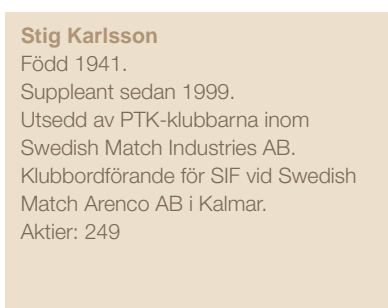 Stig Karlsson
Född 1941.
Suppleant sedan 1999.
Utsedd av PTK-klubbarna inom
Swedish Match Industries AB.
Klubbordförande för SIF vid Swedish
Match Arenco AB i Kalmar.
Aktier: 249